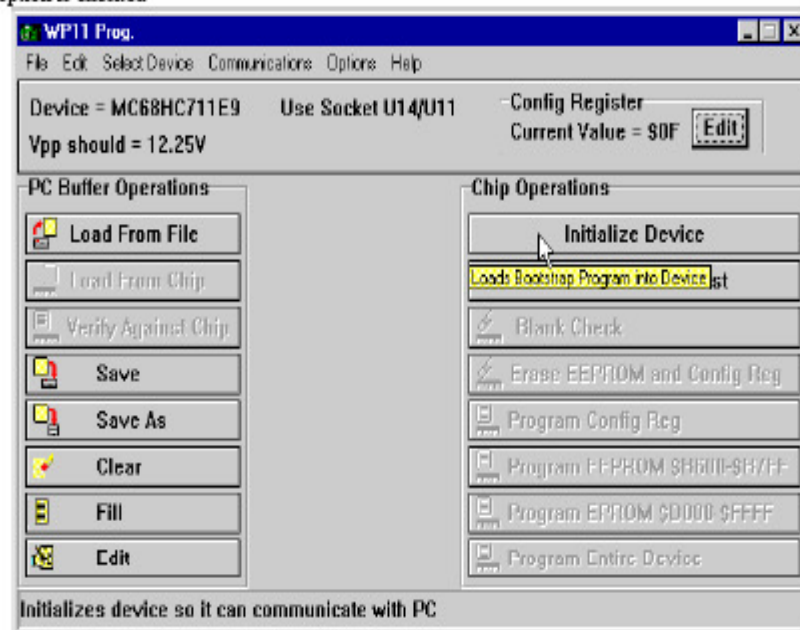 WP11 Prog.
File Edit Select Device Communications Options Help
Device = MC68HC711E9 Use Socket U14/U11
Vpp should = 12.25V
Config Register
Current Value = $0F Edit
PC Buffer Operations
Load From File
Load From Chip
Verify Against Chip
Save
Save As
Clear
Fill
Edit
Chip Operations
Initialize Device
Loads Bootstrap Program into Device st
Blank Check
Erase EEPROM and Config Reg
Program Config Reg
Program EEPROM $B600-$B7FF
Program EPROM $D000-$FFFF
Program Entire Device
Initializes device so it can communicate with PC